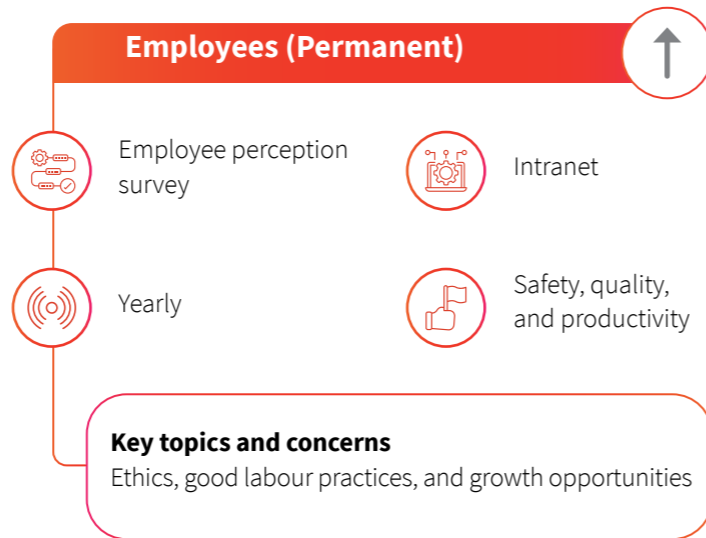 Employees (Permanent)
Employee perception
survey
Intranet
Yearly
Safety, quality,
and productivity
Key topics and concerns
Ethics, good labour practices, and growth opportunities